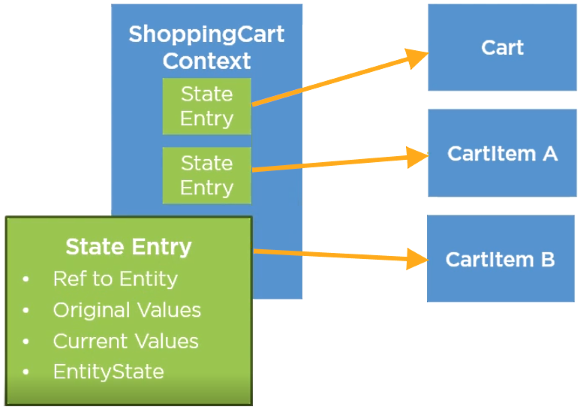 ShoppingCart
Context
State
Entry
State
Entry
State Entry
• Ref to Entity
• Original Values
• Current Values
• EntityState
Cart
CartItem A
CartItem B